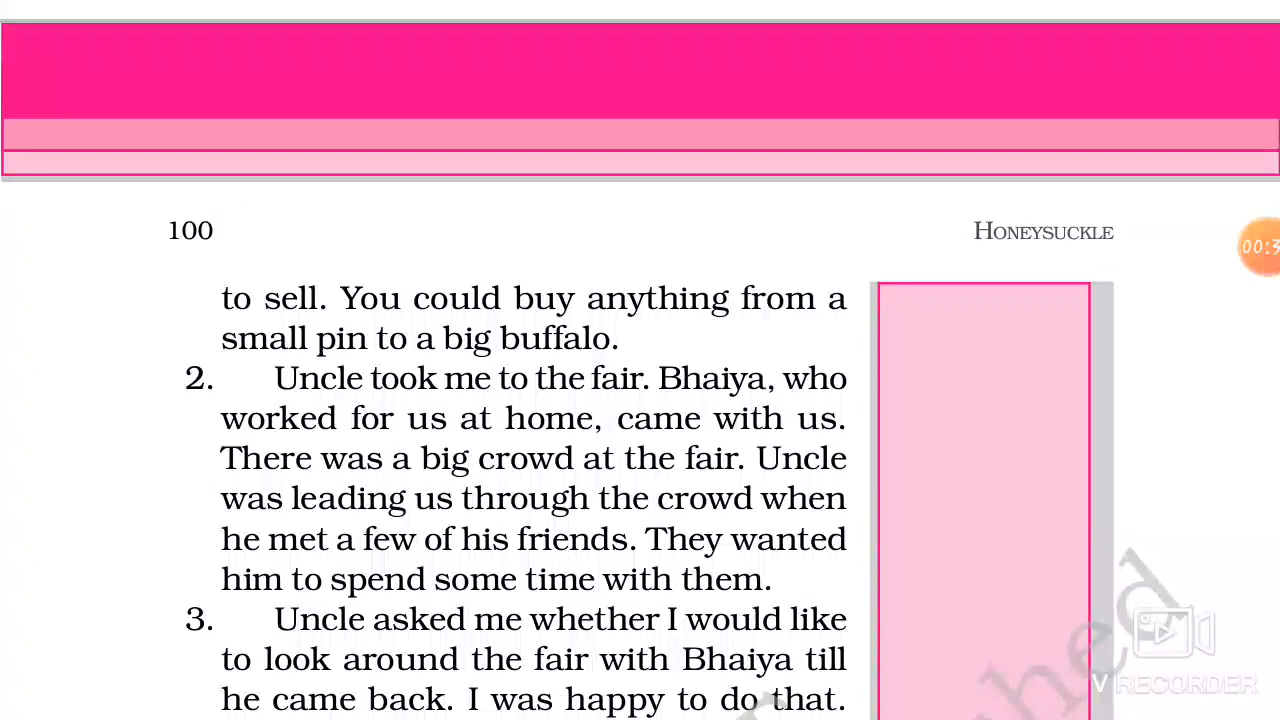 100
HONEYSUCKLE
00:3
to sell. You could buy anything from a
small pin to a big buffalo.
2. Uncle took me to the fair. Bhaiya, who
worked for us at home, came with us.
There was a big crowd at the fair. Uncle
was leading us through the crowd when
he met a few of his friends. They wanted
him to spend some time with them.
3. Uncle asked me whether I would like
to look around the fair with Bhaiya till
he came back. I was happy to do that.
V RECORDER